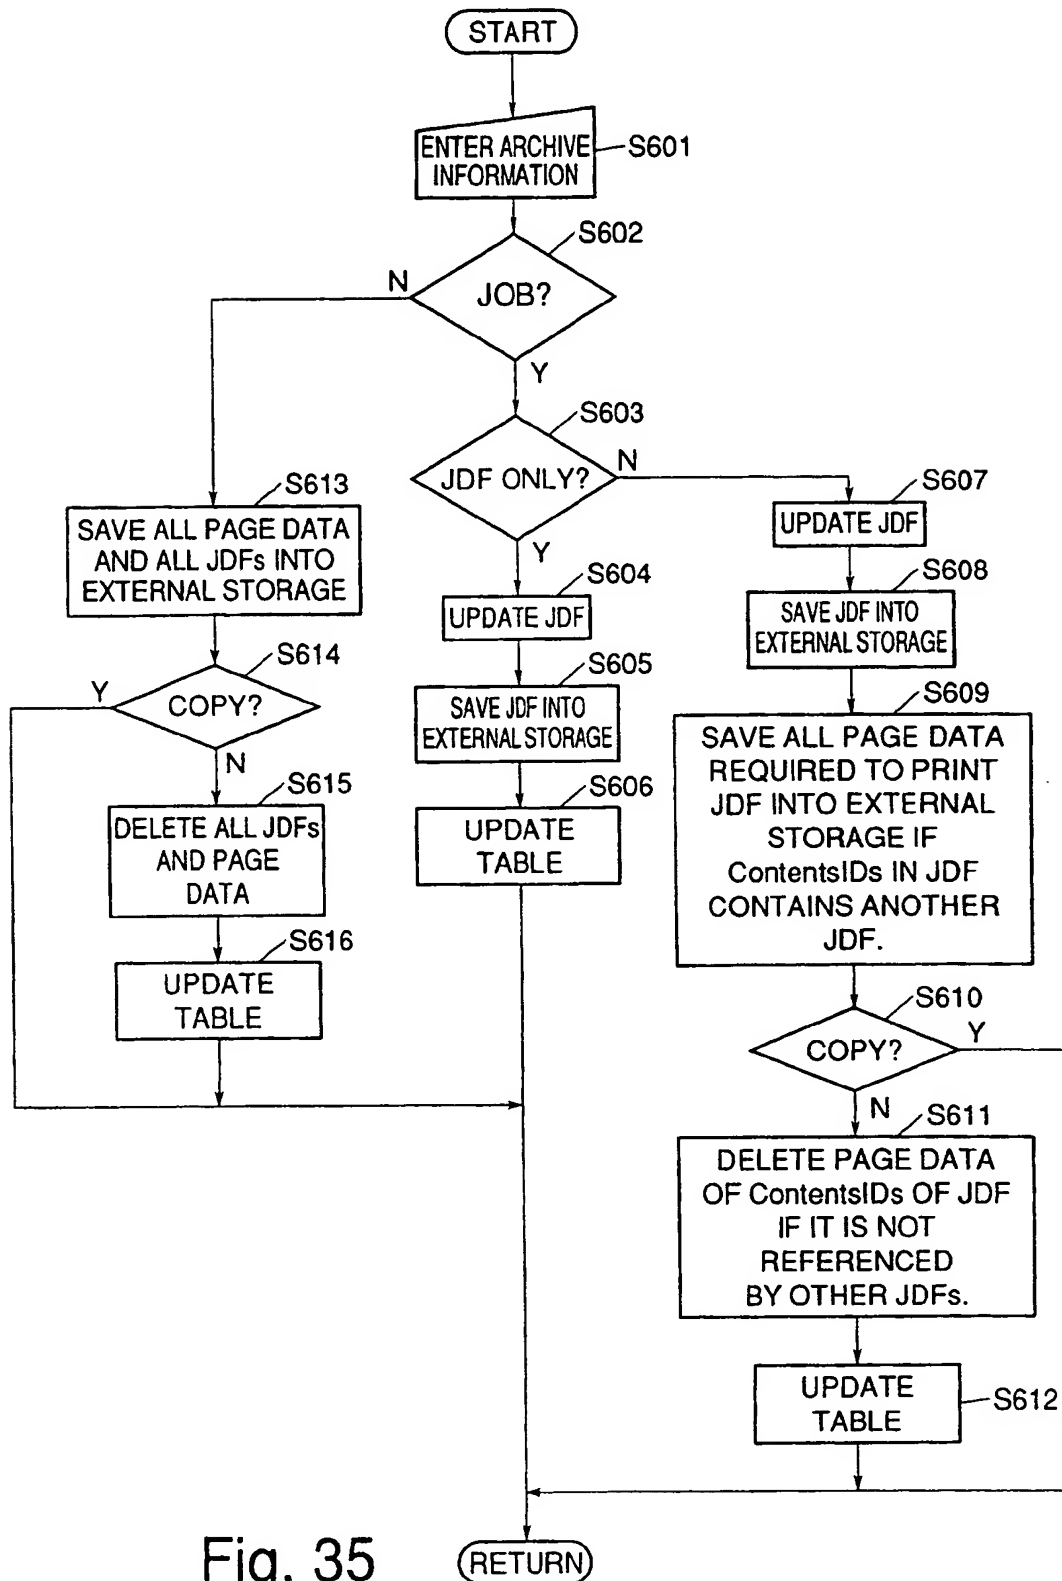 START
ENTER ARCHIVE
INFORMATION
S601
S602
N
JOB?
Y
S603
JDF ONLY?
N
Y
S613
SAVE ALL PAGE DATA
AND ALL JDFs INTO
EXTERNAL STORAGE
S614
Y
COPY?
N
S615
DELETE ALL JDFs
AND PAGE
DATA
S616
UPDATE
TABLE
S604
UPDATE JDF
S605
SAVE JDF INTO
EXTERNAL STORAGE
S606
UPDATE
TABLE
S607
UPDATE JDF
S608
SAVE JDF INTO
EXTERNAL STORAGE
S609
SAVE ALL PAGE DATA
REQUIRED TO PRINT
JDF INTO EXTERNAL
STORAGE IF
ContentsIDs IN JDF
CONTAINS ANOTHER
JDF.
S610
COPY?
Y
N
S611
DELETE PAGE DATA
OF ContentsIDs OF JDF
IF IT IS NOT
REFERENCED
BY OTHER JDFs.
UPDATE
TABLE
S612
Fig. 35
RETURN